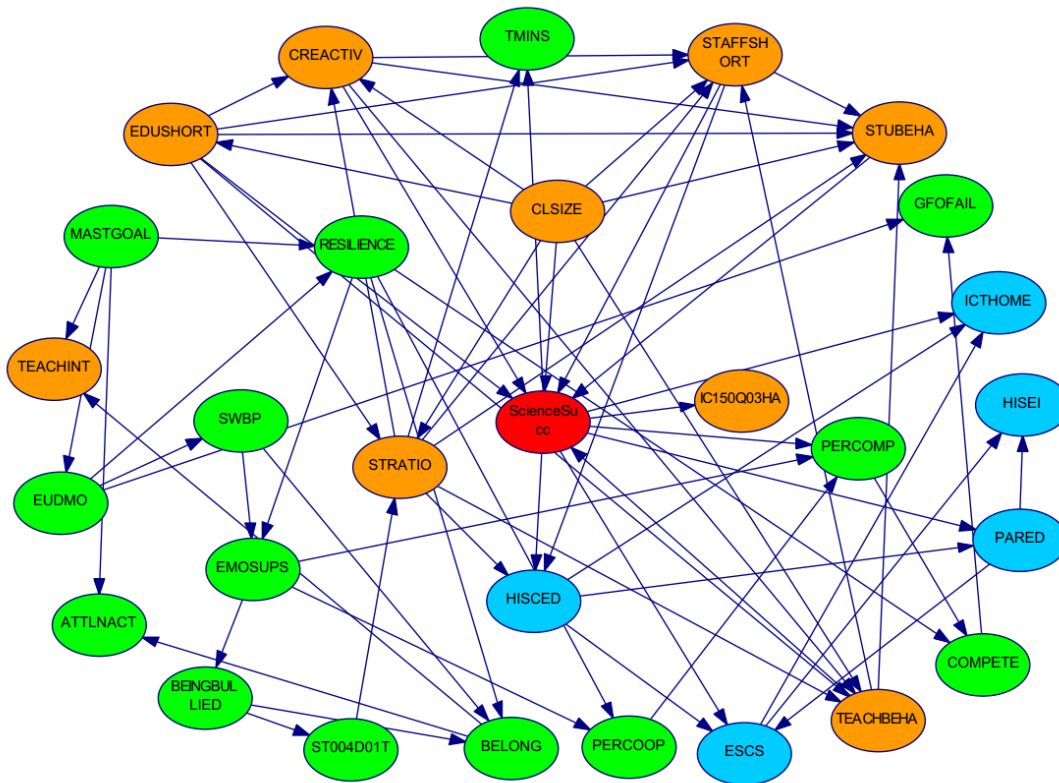 TMINS
CREACTIV
STAFFSH
ORT
EDUSHORT
STUBEHA
CLSIZE
GFOFAIL
MASTGOAL
RESILIENCE
ICTHOME
TEACHINT
IC150Q03HA
HISEI
SWBP
ScienceSu
cc
PERCOMP
STRATIO
EUDMO
PARED
EMOSUPS
HISCED
ATTLNACT
COMPETE
BEINGBUL
LIED
TEACHBEHA
ST004D01T
BELONG
PERCOOP
ESCS